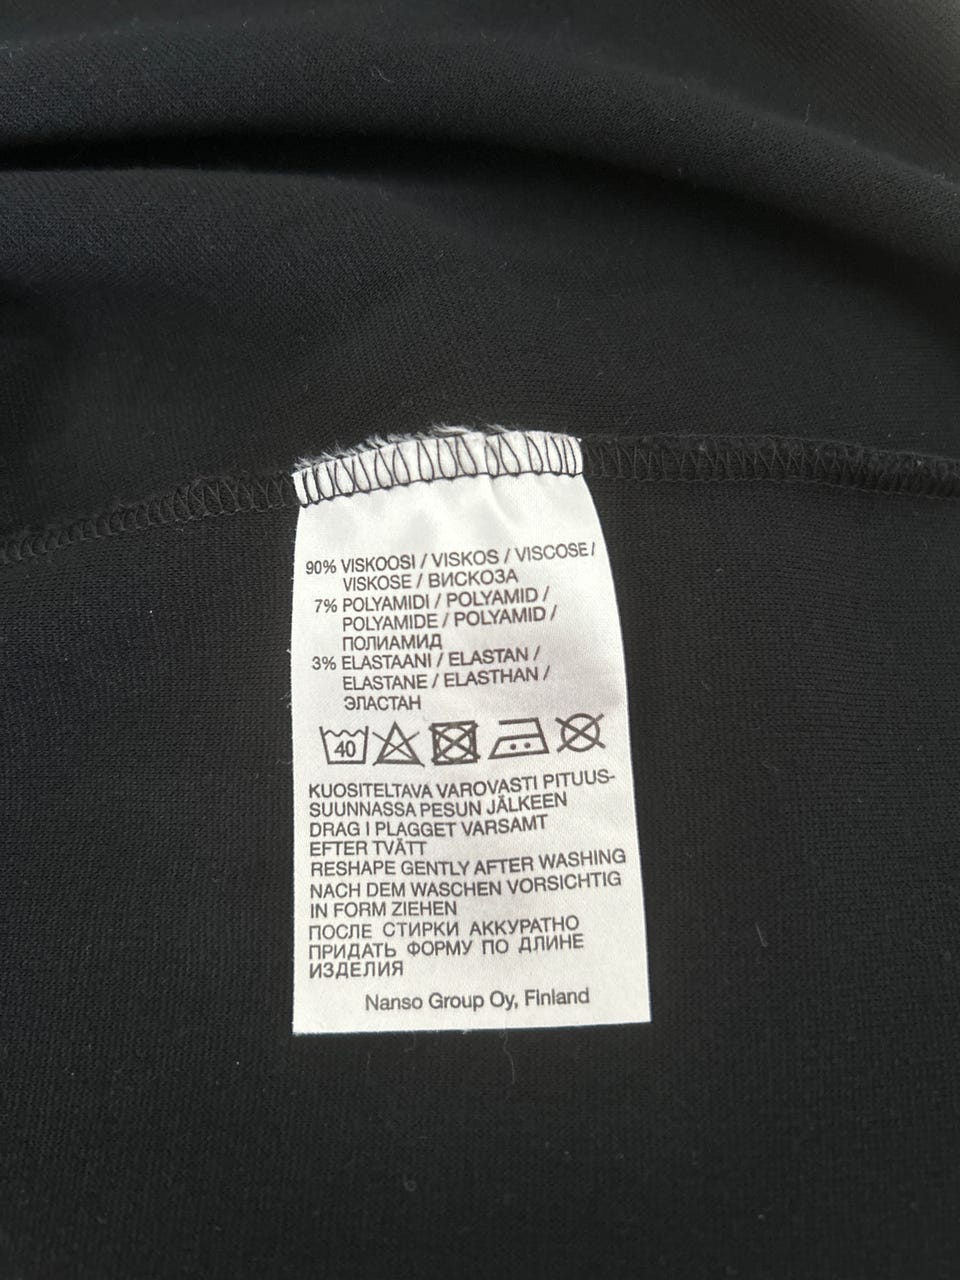 90% VISKOOSI / VISKOS / VISCOSE /
VISKOSE / ВИСКОЗА
7% POLYAMIDI / POLYAMID /
POLYAMIDE / POLYAMID /
ПОЛИАМИД
3% ELASTAANI / ELASTAN /
ELASTANE / ELASTHAN /
ЭЛАСТАН
40
KUOSITELTAVA VAROVASTI PITUUS-
SUUNNASSA PESUN JÄLKEEN
DRAG I PLAGGET VARSAMT
EFTER TVÄTT
RESHAPE GENTLY AFTER WASHING
NACH DEM WASCHEN VORSICHTIG
IN FORM ZIEHEN
ПОСЛЕ СТИРКИ АККУРАТНО
ПРИДАТЬ ФОРМУ ПО ДЛИНЕ
ИЗДЕЛИЯ
Nanso Group Oy, Finland